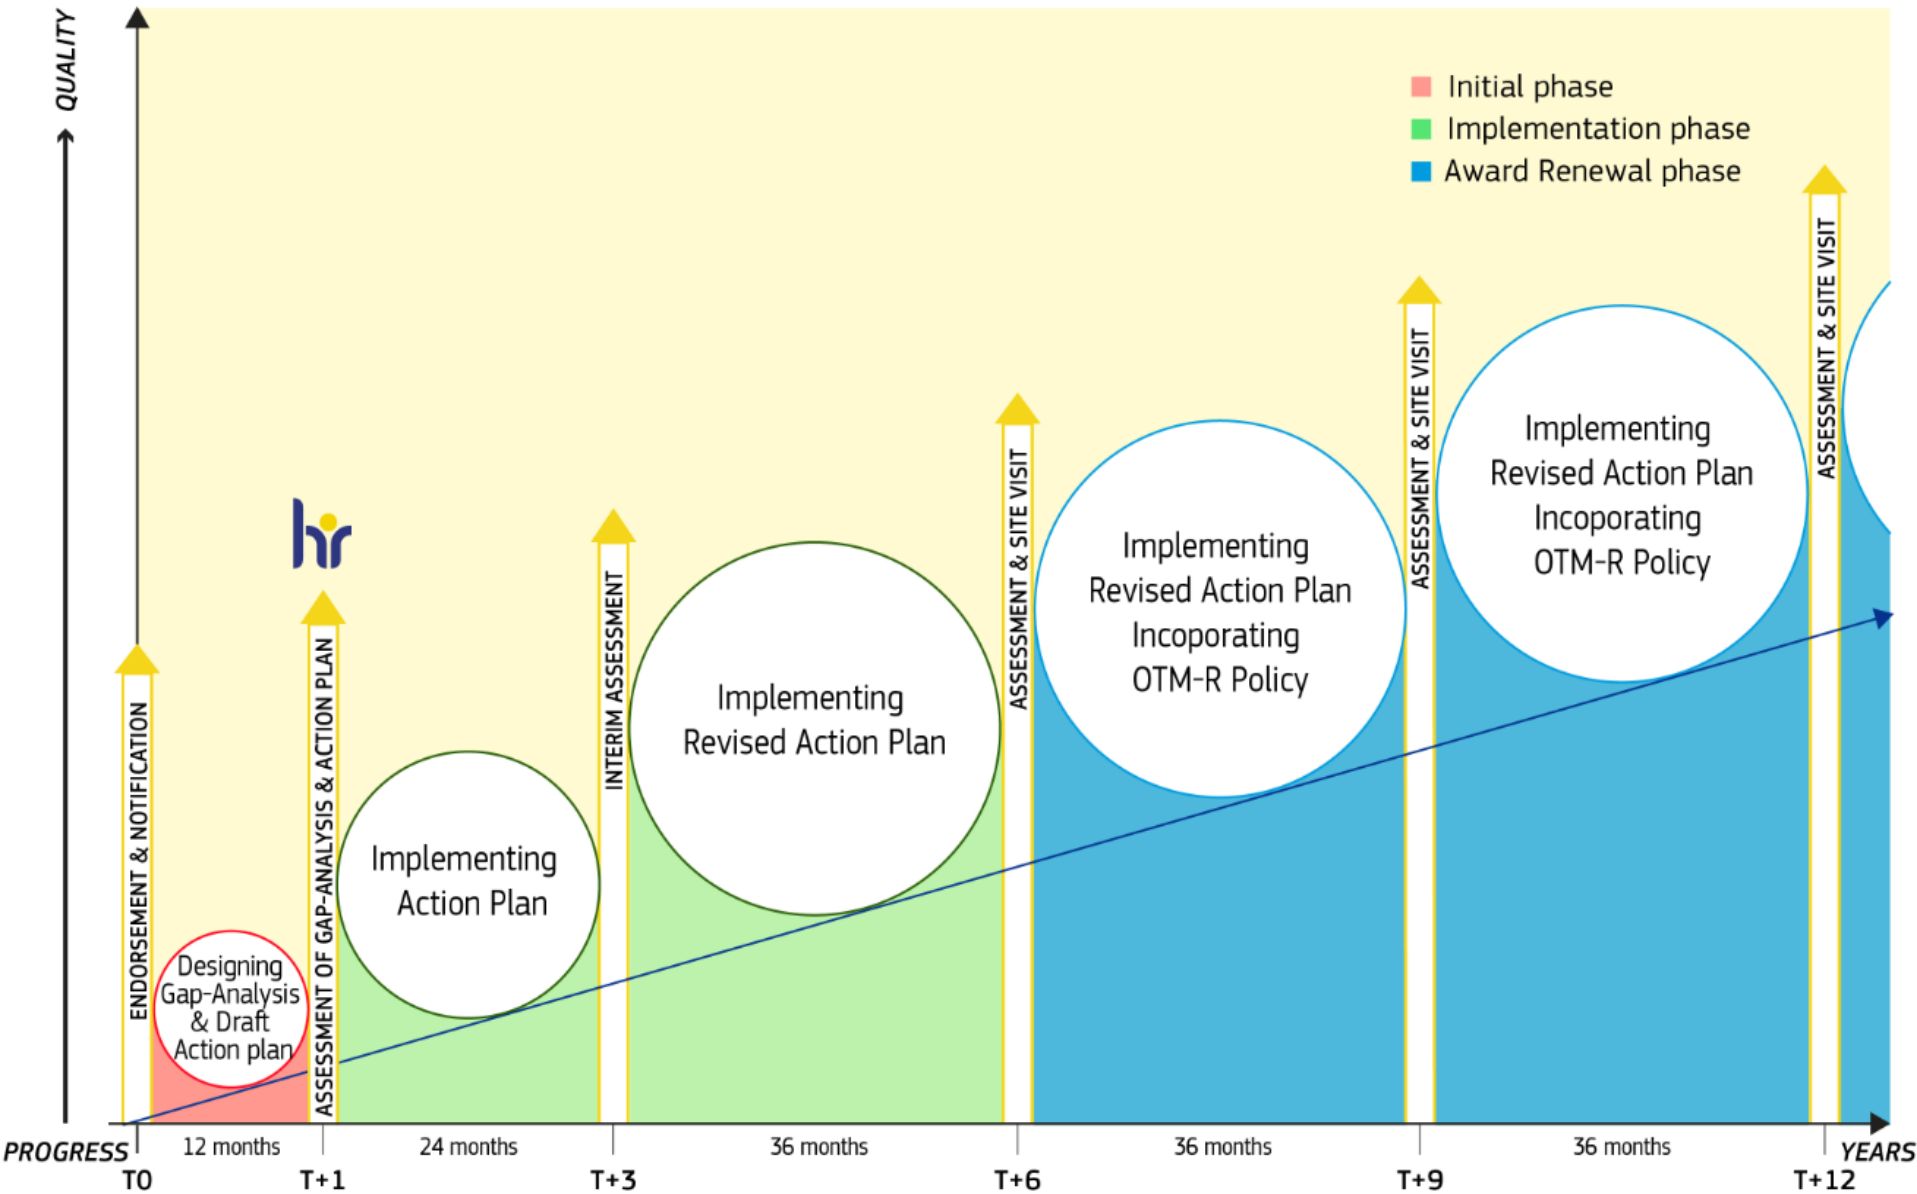 QUALITY
Initial phase
Implementation phase
Award Renewal phase
hr
ENDORSEMENT & NOTIFICATION
Designing
Gap-Analysis
& Draft
Action plan
ASSESSMENT OF GAP-ANALYSIS & ACTION PLAN
Implementing
Action Plan
INTERIM ASSESSMENT
Implementing
Revised Action Plan
ASSESSMENT & SITE VISIT
Implementing
Revised Action Plan
Incoporating
OTM-R Policy
ASSESSMENT & SITE VISIT
Implementing
Revised Action Plan
Incoporating
OTM-R Policy
ASSESSMENT & SITE VISIT
PROGRESS
12 months
24 months
36 months
36 months
36 months
YEARS
T0
T+1
T+3
T+6
T+9
T+12